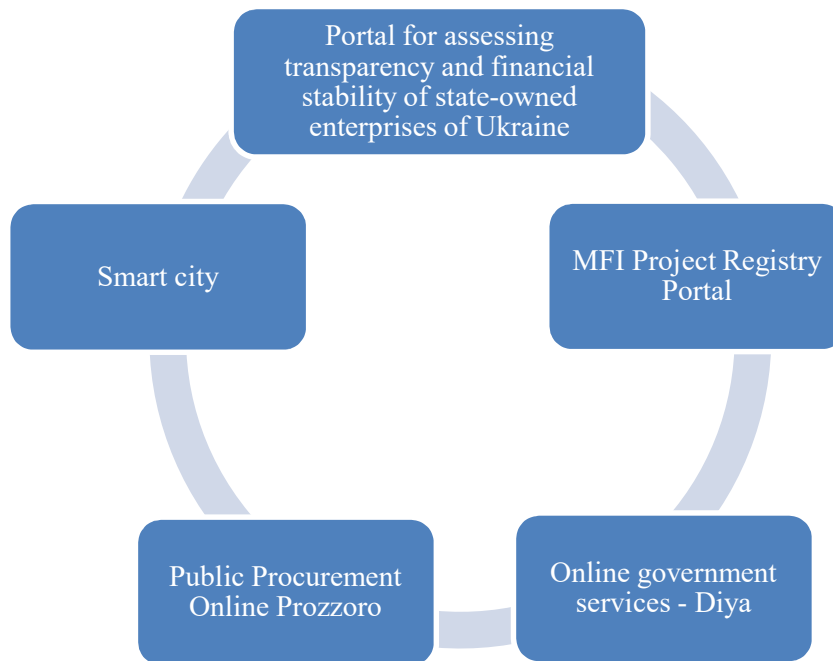 Portal for assessing
transparency and financial
stability of state-owned
enterprises of Ukraine
MFI Project Registry
Portal
Online government
services - Diya
Public Procurement
Online Prozzoro
Smart city